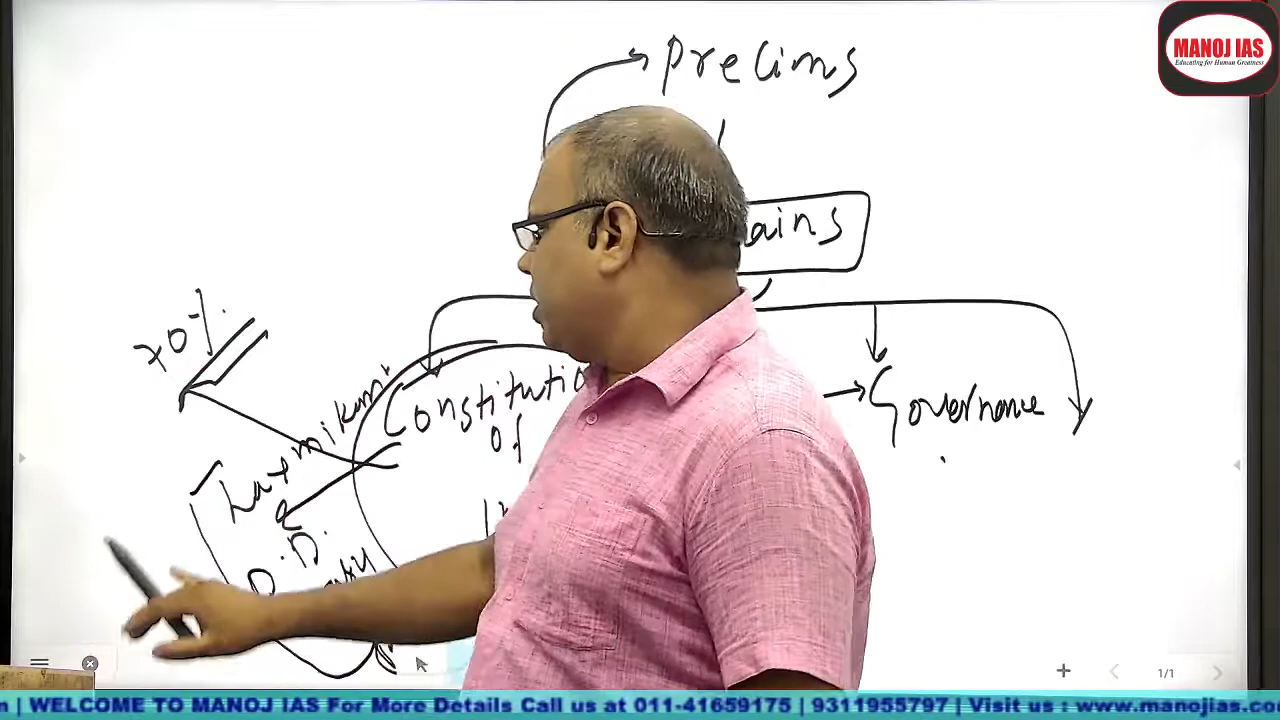 Prelims
MANOJ IAS
Educating for Human Greatness
ains
70%.
Laxmikant
Constitutio
Of
Governance
D.D.
1/1
| WELCOME TO MANOJ IAS For More Details Call us at 011-41659175 | 9311955797 | Visit us : www.manojias.co